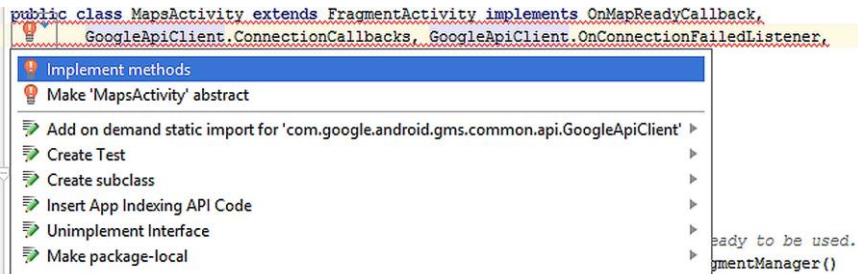 public class MapsActivity extends FragmentActivity implements OnMapReadyCallback,
GoogleApiClient.ConnectionCallbacks, GoogleApiClient.OnConnectionFailedListener,
Implement methods
Make 'MapsActivity' abstract
Add on demand static import for 'com.google.android.gms.common.api.GoogleApiClient'
Create Test
Create subclass
Insert App Indexing API Code
Unimplement Interface
eady to be used.
Make package-local
gmentManager()